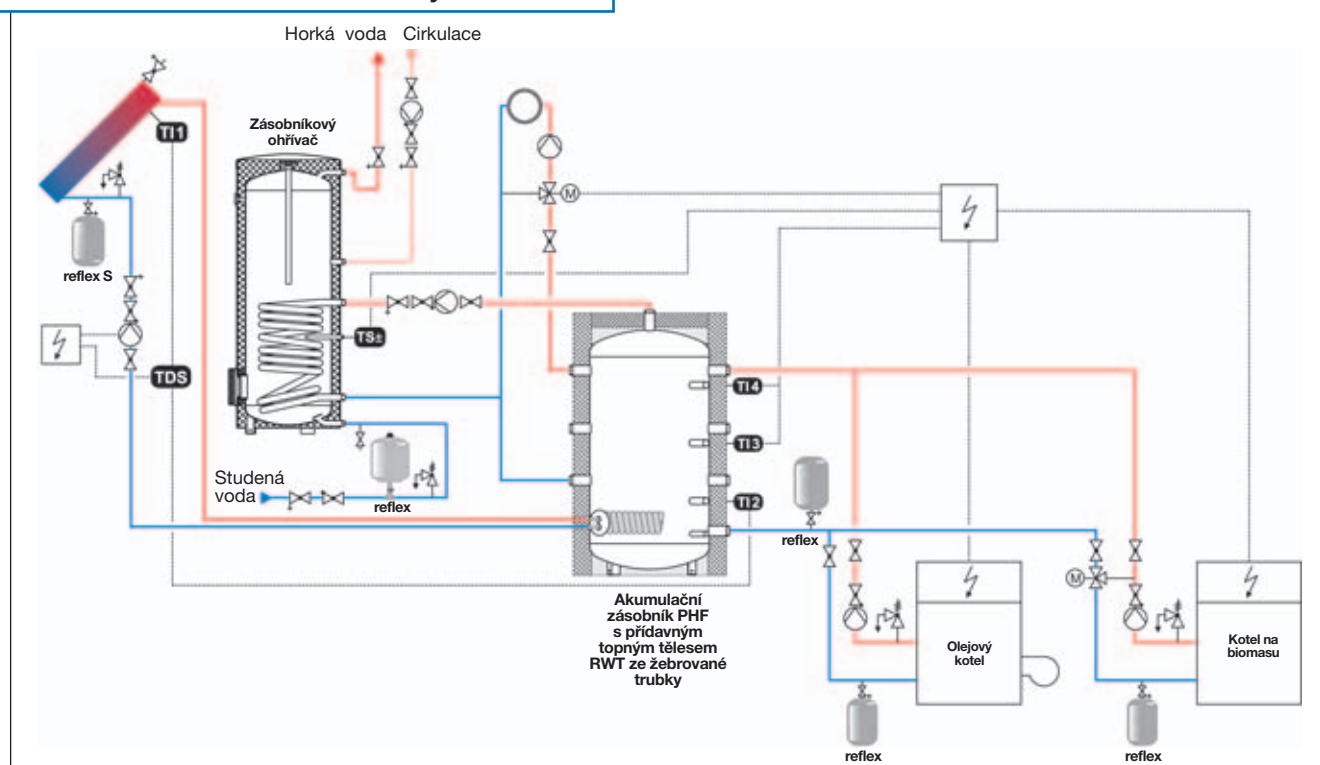 Horká voda Cirkulace
TI1
Zásobníkový
ohřívač
M
reflex S
TS±
TDS
TI4
TI3
TI2
Studená
voda
reflex
reflex
M
Akumulační
zásobník PHF
s přídavným
topným tělesem
RWT ze žebrované
trubky
Olejový
kotel
Kotel na
biomasu
reflex
reflex